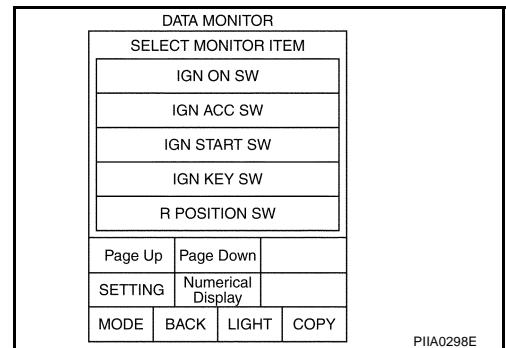 DATA MONITOR
SELECT MONITOR ITEM
IGN ON SW
IGN ACC SW
IGN START SW
IGN KEY SW
R POSITION SW
Page Up Page Down
SETTING Numerical
Display
MODE BACK LIGHT COPY
PIIA0298E